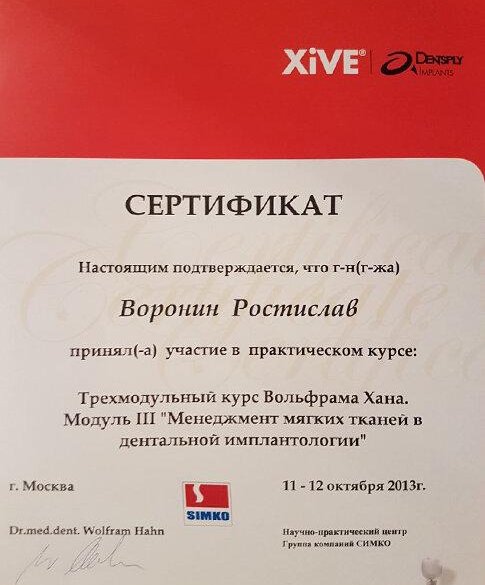 XiVE® | DENTSPLY
IMPLANTS
СЕРТИФИКАТ
Настоящим подтверждается, что г-н(г-жа)
Воронин Ростислав
принял(-а) участие в практическом курсе:
Трехмодульный курс Вольфрама Хана.
Модуль III "Менеджмент мягких тканей в
дентальной имплантологии"
г. Москва
11 - 12 октября 2013г.
SIMKO
Dr.med.dent. Wolfram Hahn
Научно-практический центр
Группа компаний СИМКО